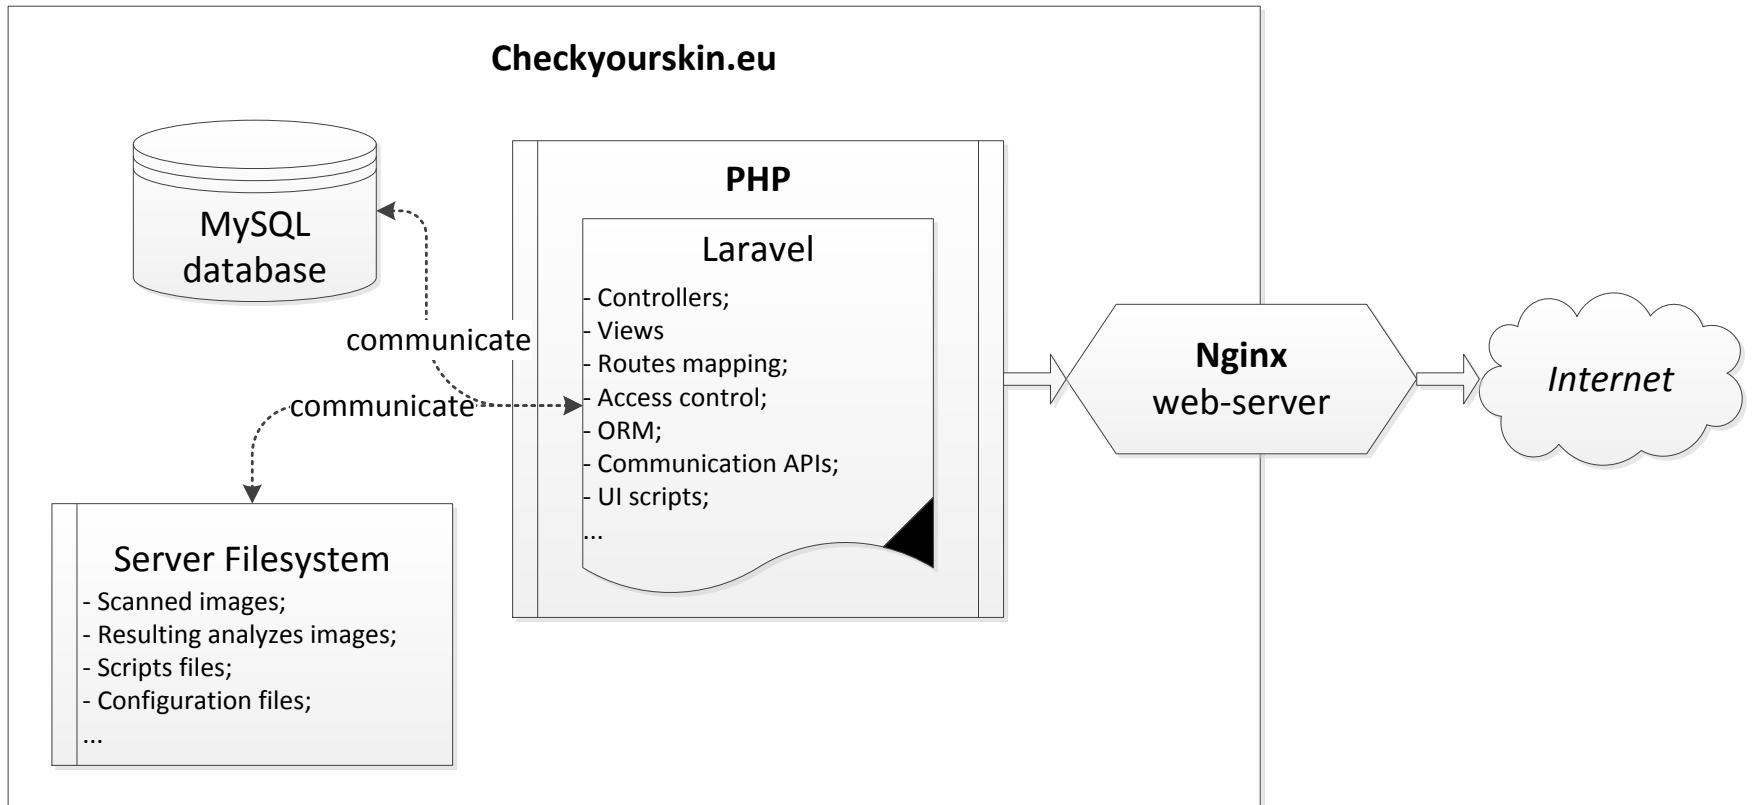 Checkyourskin.eu
MySQL
database
PHP
Laravel
- Controllers;
- Views
- Routes mapping;
- Access control;
- ORM;
- Communication APIs;
- UI scripts;
...
communicate
communicate
Server Filesystem
- Scanned images;
- Resulting analyzes images;
- Scripts files;
- Configuration files;
...
Nginx
web-server
Internet